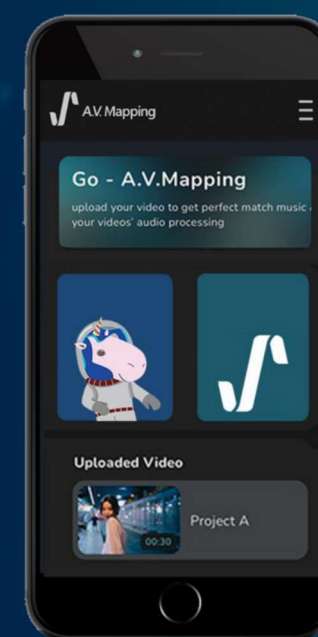 A.V. Mapping
Go - A.V.Mapping
upload your video to get perfect match music
your videos' audio processing
Uploaded Video
00:30
Project A